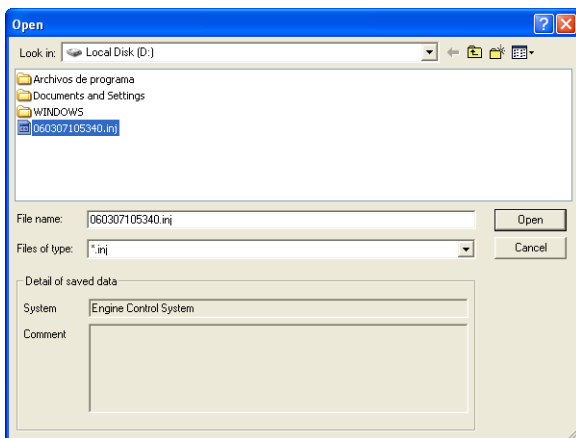 Open
Look in: Local Disk (D:)
Archivos de programa
Documents and Settings
WINDOWS
060307105340.inj
File name: 060307105340.inj Open
Files of type: *.inj Cancel
Detail of saved data
System Engine Control System
Comment